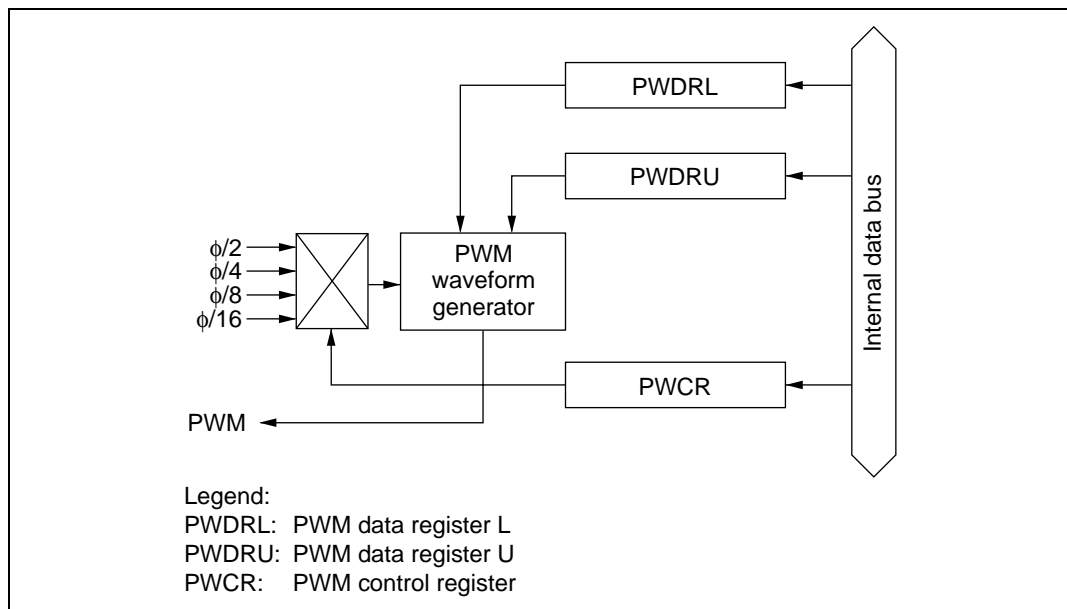 PWDRL
PWDRU
Internal data bus
ϕ/2
ϕ/4
ϕ/8
ϕ/16
PWM
waveform
generator
PWCR
PWM
Legend:
PWDRL: PWM data register L
PWDRU: PWM data register U
PWCR: PWM control register